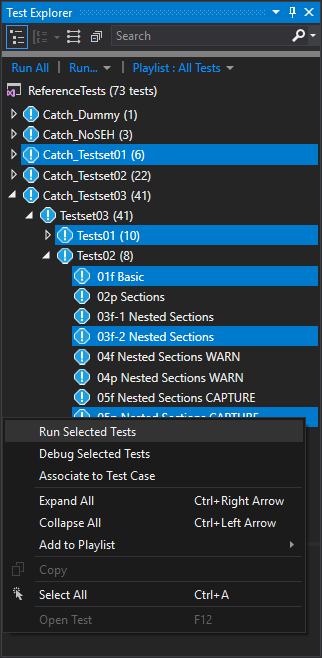 Test Explorer
Search
Run All | Run... | Playlist : All Tests
ReferenceTests (73 tests)
Catch_Dummy (1)
Catch_NoSEH (3)
Catch_Testset01 (6)
Catch_Testset02 (22)
Catch_Testset03 (41)
Testset03 (41)
Tests01 (10)
Tests02 (8)
01f Basic
02p Sections
03f-1 Nested Sections
03f-2 Nested Sections
04f Nested Sections WARN
04p Nested Sections WARN
05f Nested Sections CAPTURE
05p Nested Sections CAPTURE
Run Selected Tests
Debug Selected Tests
Associate to Test Case
Expand All Ctrl+Right Arrow
Collapse All Ctrl+Left Arrow
Add to Playlist
Copy
Select All Ctrl+A
Open Test F12